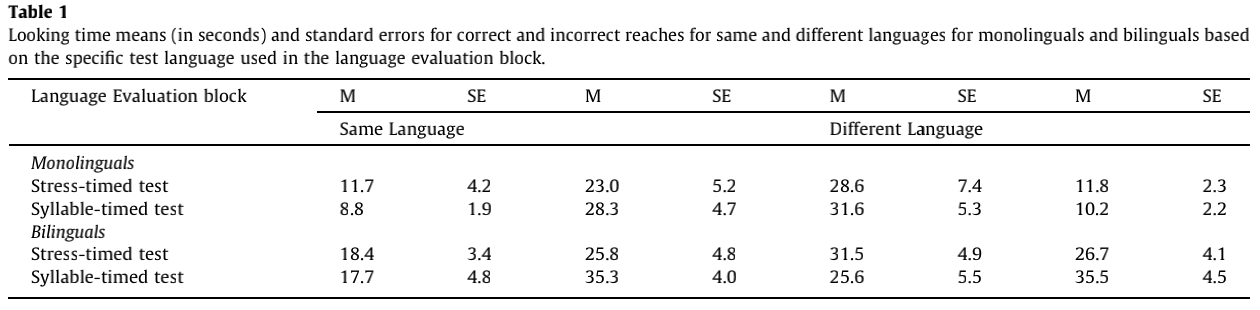 Table 1
Looking time means (in seconds) and standard errors for correct and incorrect reaches for same and different languages for monolinguals and bilinguals based
on the specific test language used in the language evaluation block.
Language Evaluation block M SE M SE M SE M SE
Same Language Different Language
Monolinguals
Stress-timed test 11.7 4.2 23.0 5.2 28.6 7.4 11.8 2.3
Syllable-timed test 8.8 1.9 28.3 4.7 31.6 5.3 10.2 2.2
Bilinguals
Stress-timed test 18.4 3.4 25.8 4.8 31.5 4.9 26.7 4.1
Syllable-timed test 17.7 4.8 35.3 4.0 25.6 5.5 35.5 4.5